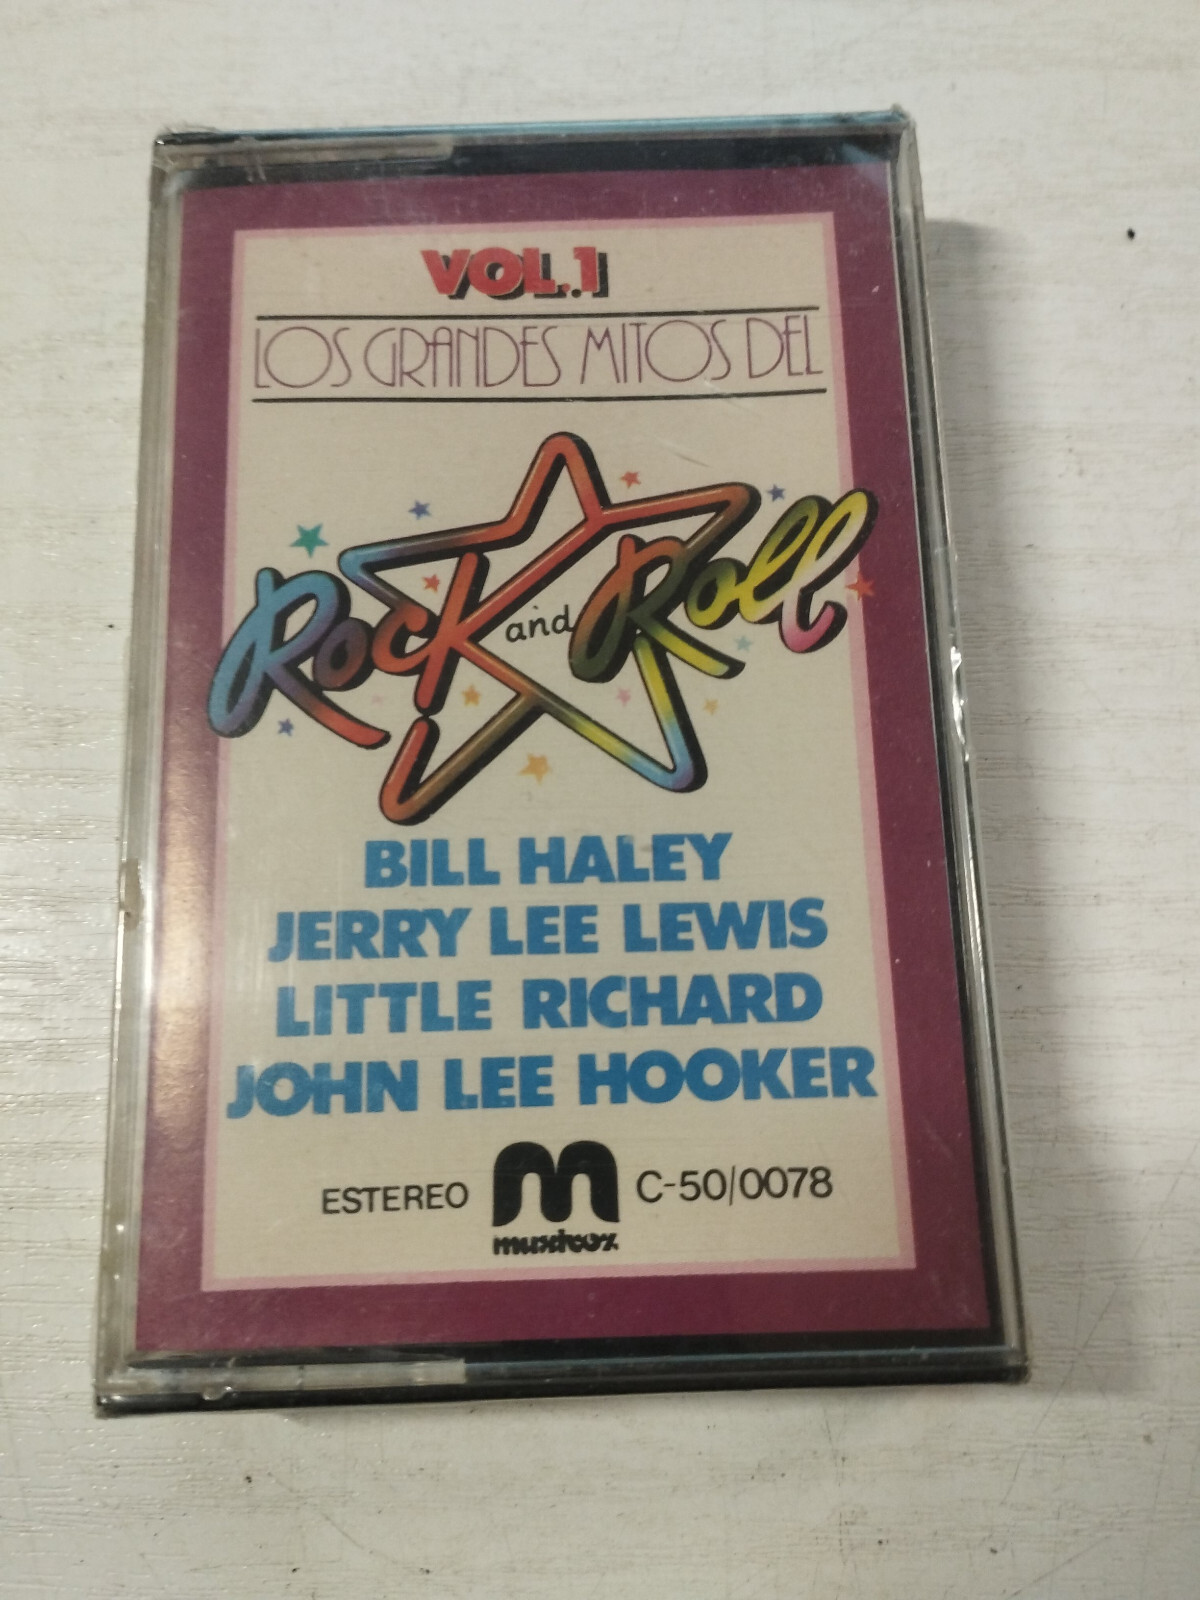 VOL.1
LOS GRANDES MITOS DEL
Rock and Roll
BILL HALEY
JERRY LEE LEWIS
LITTLE RICHARD
JOHN LEE HOOKER
ESTEREO m C-50/0078